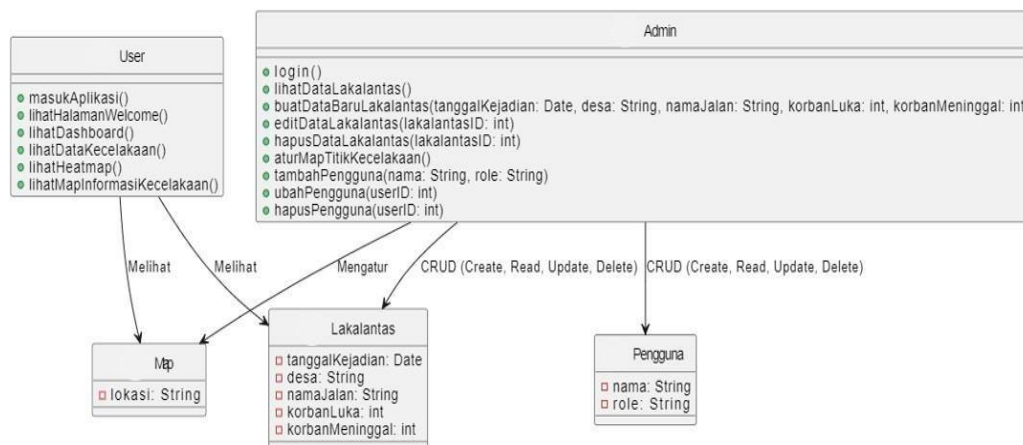 User
masukAplikasi()
lihatHalamanWelcome()
lihatDashboard()
lihatDataKecelakaan()
lihatHeatmap()
lihatMapInformasiKecelakaan()
Admin
login()
lihatDataLakalantas()
buatDataBaruLakalantas(tanggalKejadian: Date, desa: String, namaJalan: String, korbanLuka: int, korbanMeninggal: int
editDataLakalantas(lakalantasID: int)
hapusDataLakalantas(lakalantasID: int)
aturMapTitikKecelakaan()
tambahPengguna(nama: String, role: String)
ubahPengguna(userID: int)
hapusPengguna(userID: int)
Melihat
Melihat
Mengatur
CRUD (Create, Read, Update, Delete)
CRUD (Create, Read, Update, Delete)
Map
lokasi: String
Lakalantas
tanggalKejadian: Date
desa: String
namaJalan: String
korbanLuka: int
korbanMeninggal: int
Pengguna
nama: String
role: String